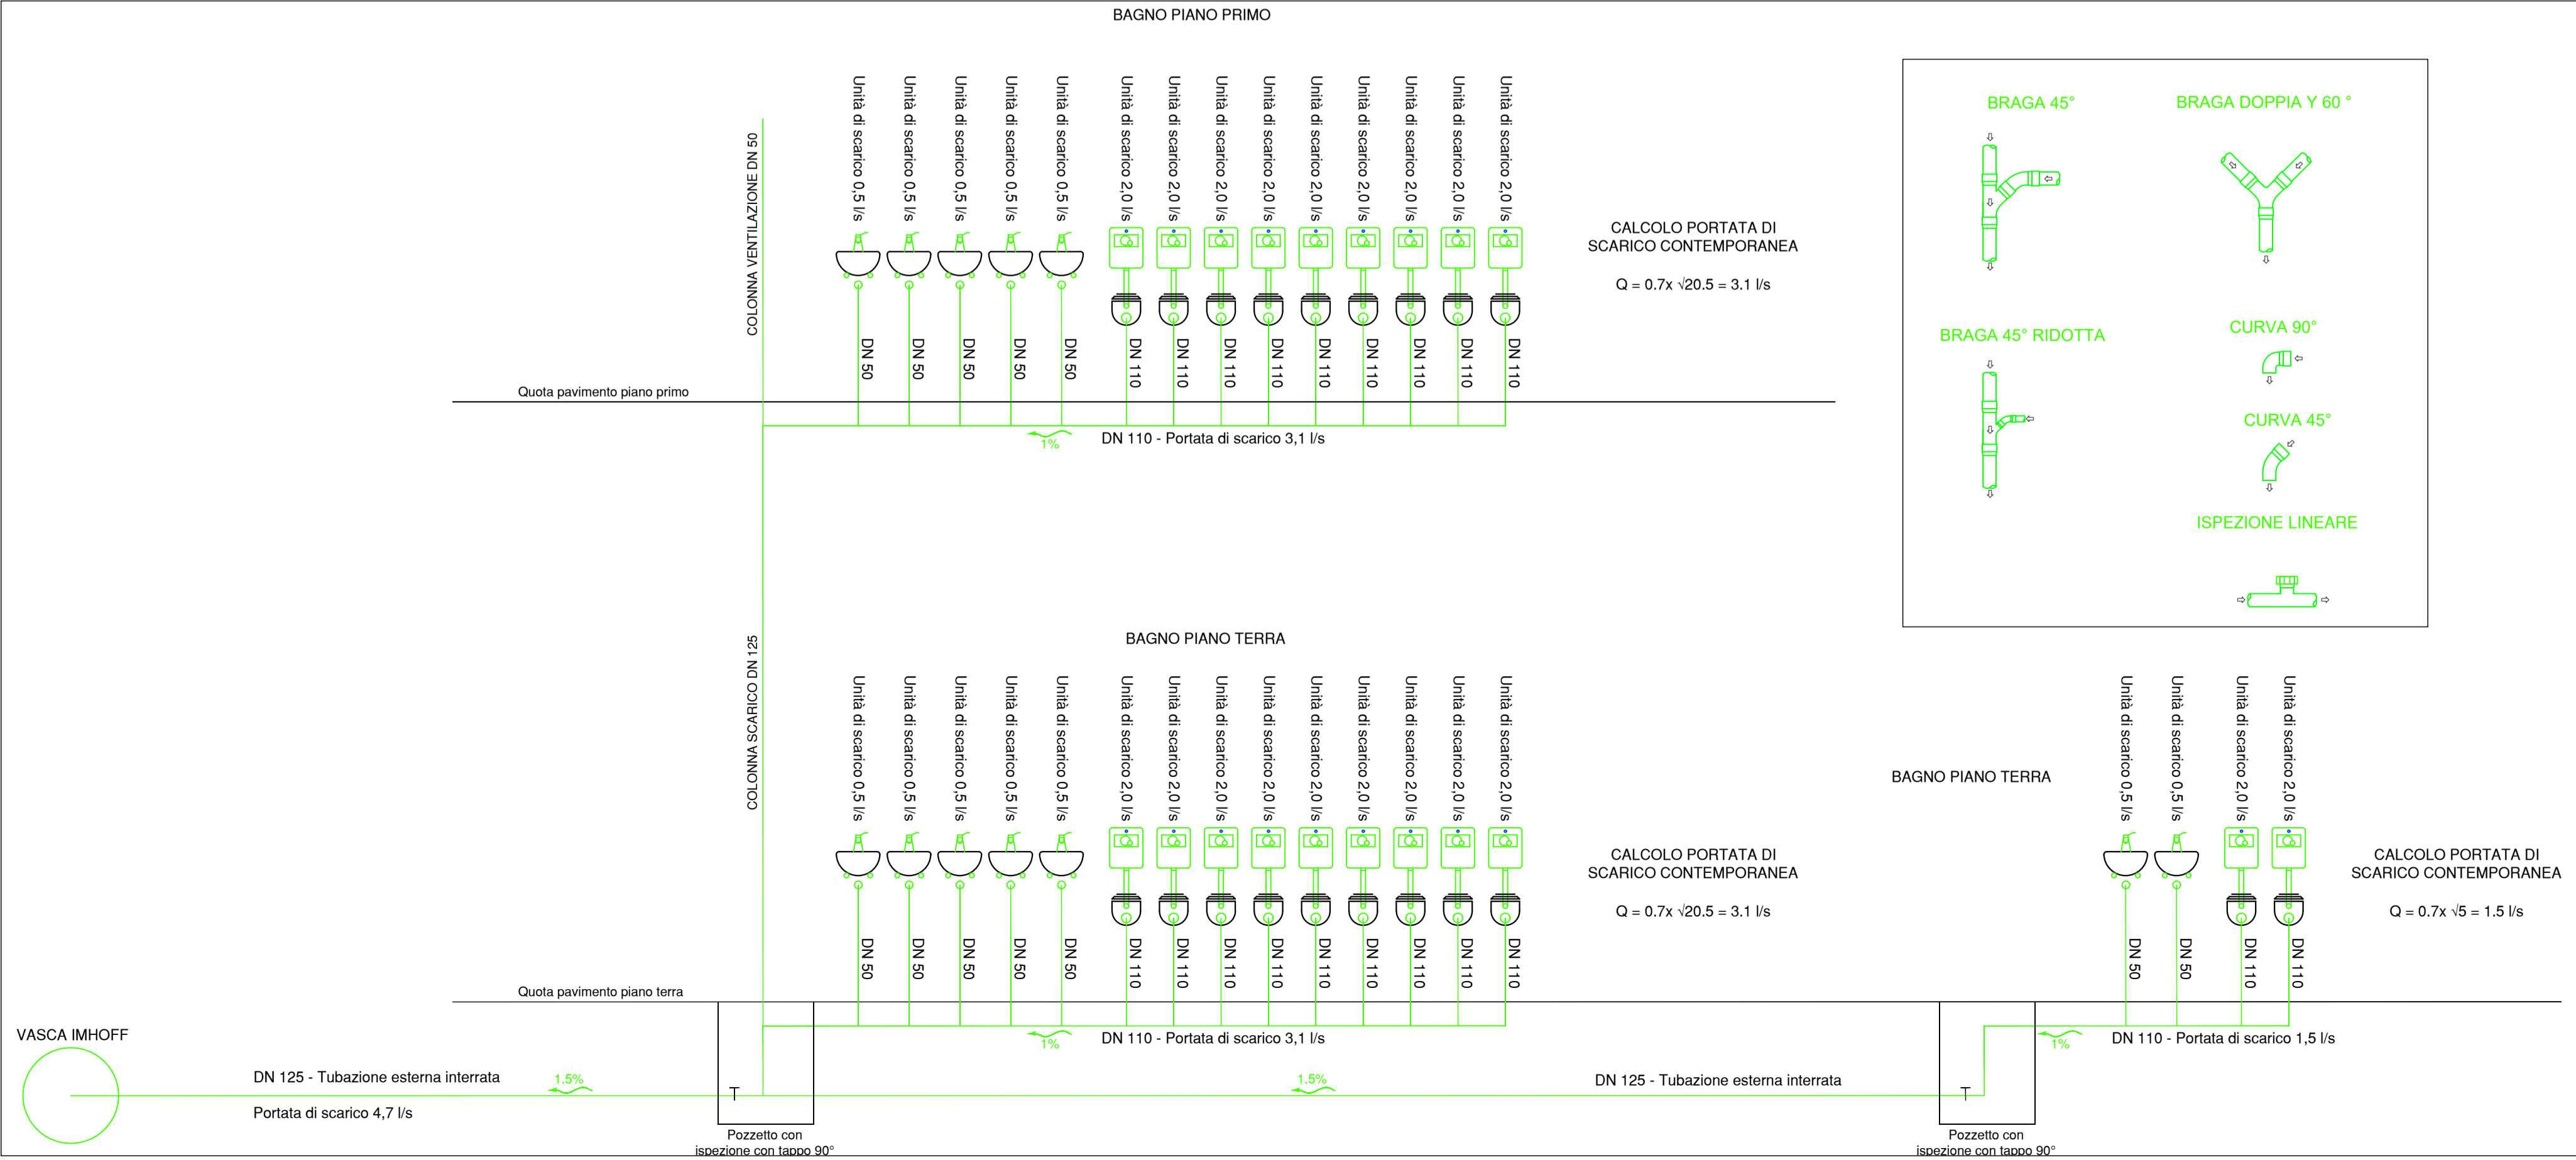 BAGNO PIANO PRIMO
COLONNA VENTILAZIONE DN 50
Unità di scarico 0,5 l/s
Unità di scarico 0,5 l/s
Unità di scarico 0,5 l/s
Unità di scarico 0,5 l/s
Unità di scarico 0,5 l/s
Unità di scarico 2,0 l/s
Unità di scarico 2,0 l/s
Unità di scarico 2,0 l/s
Unità di scarico 2,0 l/s
Unità di scarico 2,0 l/s
Unità di scarico 2,0 l/s
Unità di scarico 2,0 l/s
Unità di scarico 2,0 l/s
Unità di scarico 2,0 l/s
CALCOLO PORTATA DI
SCARICO CONTEMPORANEA
Q = 0.7x √20.5 = 3.1 l/s
DN 50
DN 50
DN 50
DN 50
DN 50
DN 110
DN 110
DN 110
DN 110
DN 110
DN 110
DN 110
DN 110
DN 110
Quota pavimento piano primo
1%
DN 110 - Portata di scarico 3,1 l/s
BRAGA 45°
BRAGA DOPPIA Y 60 °
BRAGA 45° RIDOTTA
CURVA 90°
CURVA 45°
ISPEZIONE LINEARE
COLONNA SCARICO DN 125
BAGNO PIANO TERRA
Unità di scarico 0,5 l/s
Unità di scarico 0,5 l/s
Unità di scarico 0,5 l/s
Unità di scarico 0,5 l/s
Unità di scarico 0,5 l/s
Unità di scarico 2,0 l/s
Unità di scarico 2,0 l/s
Unità di scarico 2,0 l/s
Unità di scarico 2,0 l/s
Unità di scarico 2,0 l/s
Unità di scarico 2,0 l/s
Unità di scarico 2,0 l/s
Unità di scarico 2,0 l/s
Unità di scarico 2,0 l/s
CALCOLO PORTATA DI
SCARICO CONTEMPORANEA
Q = 0.7x √20.5 = 3.1 l/s
DN 50
DN 50
DN 50
DN 50
DN 50
DN 110
DN 110
DN 110
DN 110
DN 110
DN 110
DN 110
DN 110
DN 110
Quota pavimento piano terra
1%
DN 110 - Portata di scarico 3,1 l/s
BAGNO PIANO TERRA
Unità di scarico 0,5 l/s
Unità di scarico 0,5 l/s
Unità di scarico 2,0 l/s
Unità di scarico 2,0 l/s
CALCOLO PORTATA DI
SCARICO CONTEMPORANEA
Q = 0.7x √5 = 1.5 l/s
DN 50
DN 50
DN 110
DN 110
1%
DN 110 - Portata di scarico 1,5 l/s
VASCA IMHOFF
DN 125 - Tubazione esterna interrata
1.5%
Portata di scarico 4,7 l/s
1.5%
DN 125 - Tubazione esterna interrata
Pozzetto con
ispezione con tappo 90°
Pozzetto con
ispezione con tappo 90°